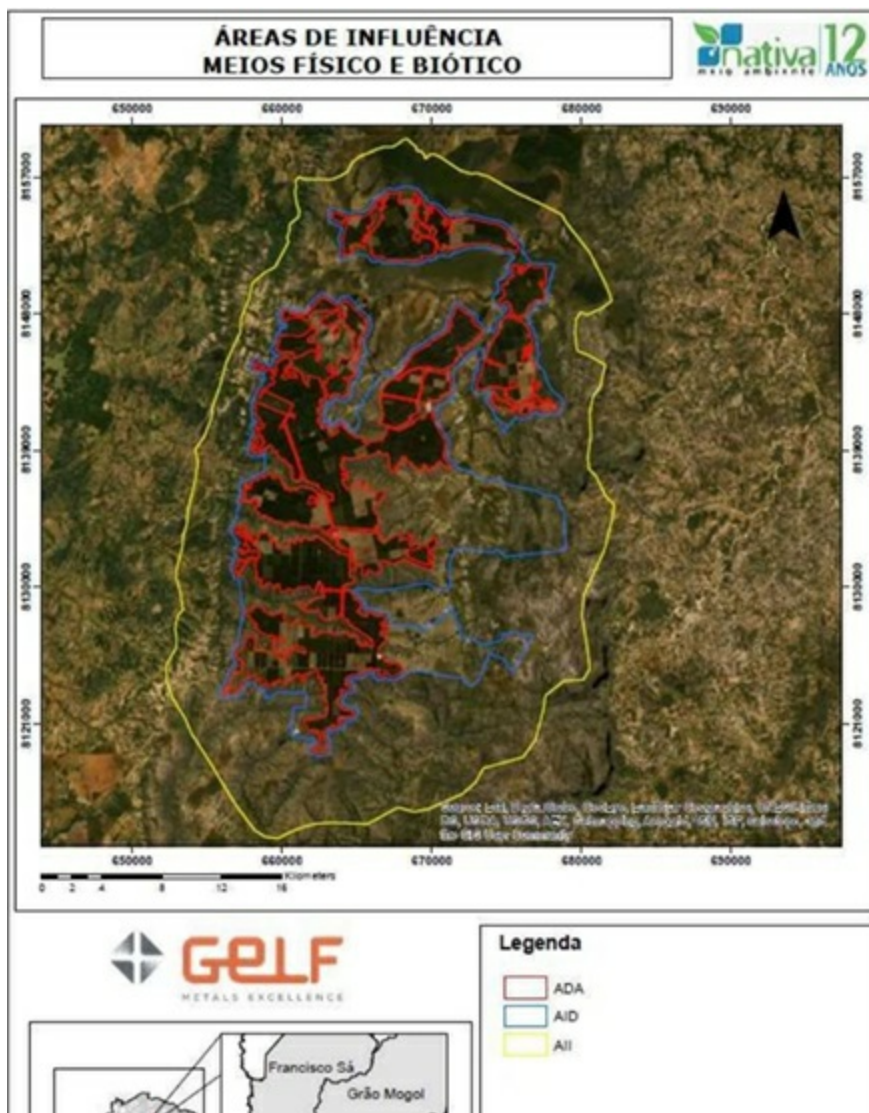 ÁREAS DE INFLUÊNCIA
MEIOS FÍSICO E BIÓTICO
nativa 12
meio ambiente ANOS
650000 660000 670000 680000 690000
8157000 8157000
8148000 8148000
8139000 8139000
8130000 8130000
8121000 8121000
650000 660000 670000 680000 690000
Kilometers
0 2 4 8 12 16
GELF
METALS EXCELLENCE
Legenda
ADA
AID
AII
Francisco Sá
Grão Mogol